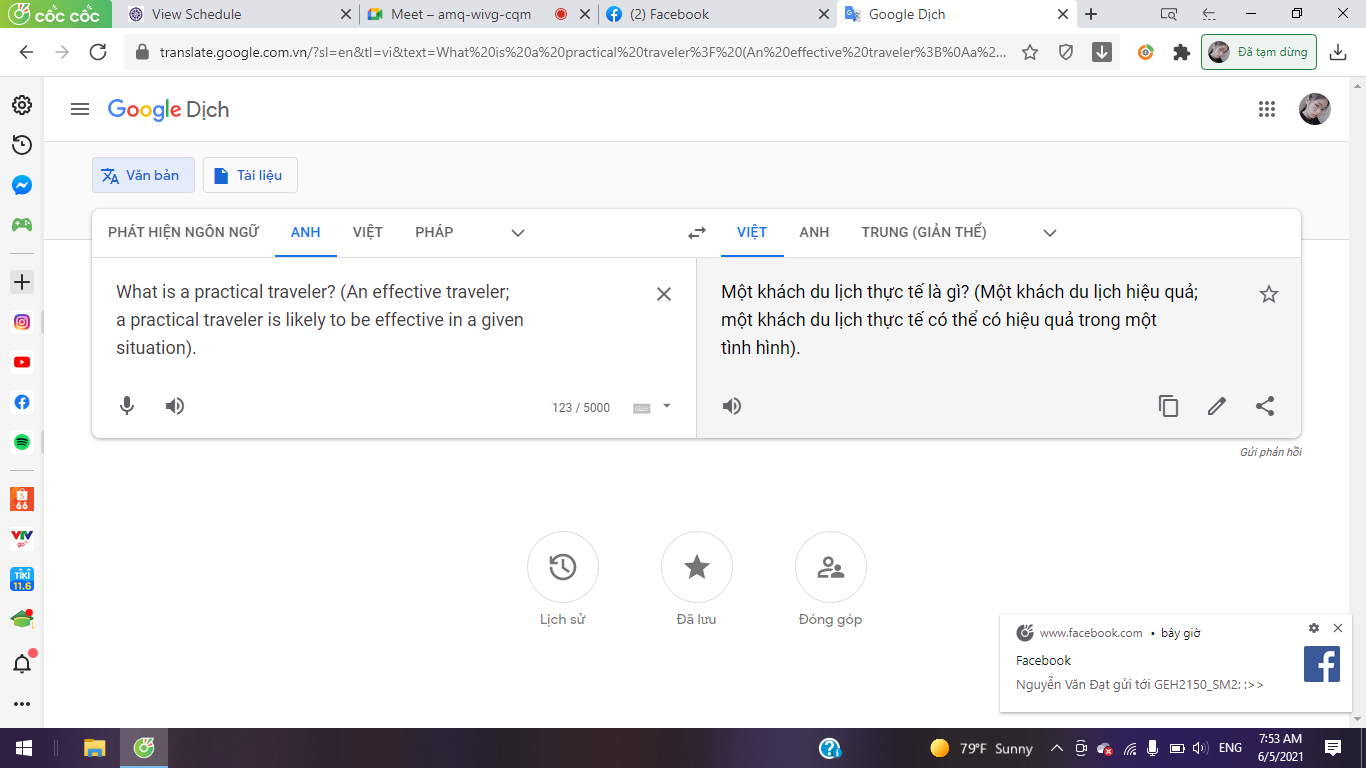 cốc cốc
View Schedule
Meet – amq-wivg-cqm
(2) Facebook
Google Dịch
translate.google.com.vn/?sl=en&tl=vi&text=What%20is%20a%20practical%20traveler%3F%20(An%20effective%20traveler%3B%0Aa%2...
Đã tạm dừng
Google Dịch
Văn bản
Tài liệu
PHÁT HIỆN NGÔN NGỮ
ANH
VIỆT
PHÁP
VIỆT
ANH
TRUNG (GIẢN THỂ)
What is a practical traveler? (An effective traveler;
a practical traveler is likely to be effective in a given
situation).
123 / 5000
Một khách du lịch thực tế là gì? (Một khách du lịch hiệu quả;
một khách du lịch thực tế có thể có hiệu quả trong một
tình hình).
Gửi phản hồi
Lịch sử
Đã lưu
Đóng góp
66
VTV
go
TIKI
11.6
www.facebook.com • bây giờ
Facebook
Nguyễn Văn Đạt gửi tới GEH2150_SM2: :>>
79°F Sunny
ENG
7:53 AM
6/5/2021